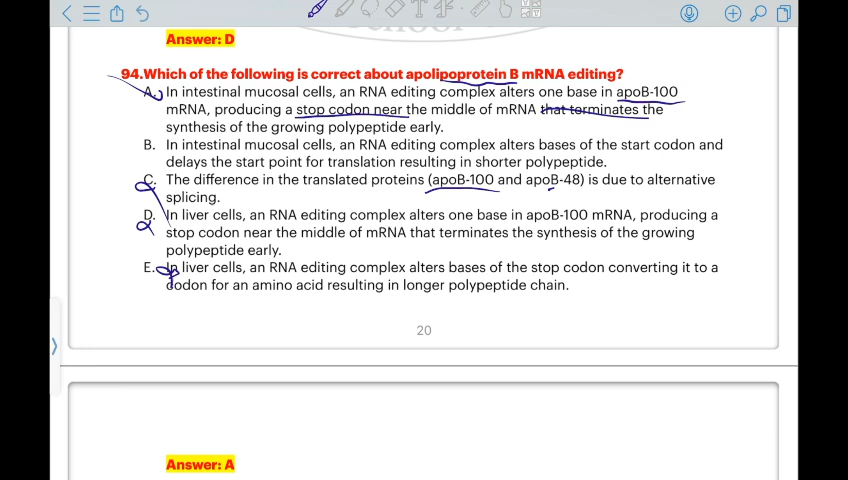 School
Answer: D
94.Which of the following is correct about apolipoprotein B mRNA editing?
A. In intestinal mucosal cells, an RNA editing complex alters one base in apoB-100
mRNA, producing a stop codon near the middle of mRNA that terminates the
synthesis of the growing polypeptide early.
B. In intestinal mucosal cells, an RNA editing complex alters bases of the start codon and
delays the start point for translation resulting in shorter polypeptide.
C. The difference in the translated proteins (apoB-100 and apoB-48) is due to alternative
splicing.
D. In liver cells, an RNA editing complex alters one base in apoB-100 mRNA, producing a
stop codon near the middle of mRNA that terminates the synthesis of the growing
polypeptide early.
E. In liver cells, an RNA editing complex alters bases of the stop codon converting it to a
codon for an amino acid resulting in longer polypeptide chain.
20
Answer: A